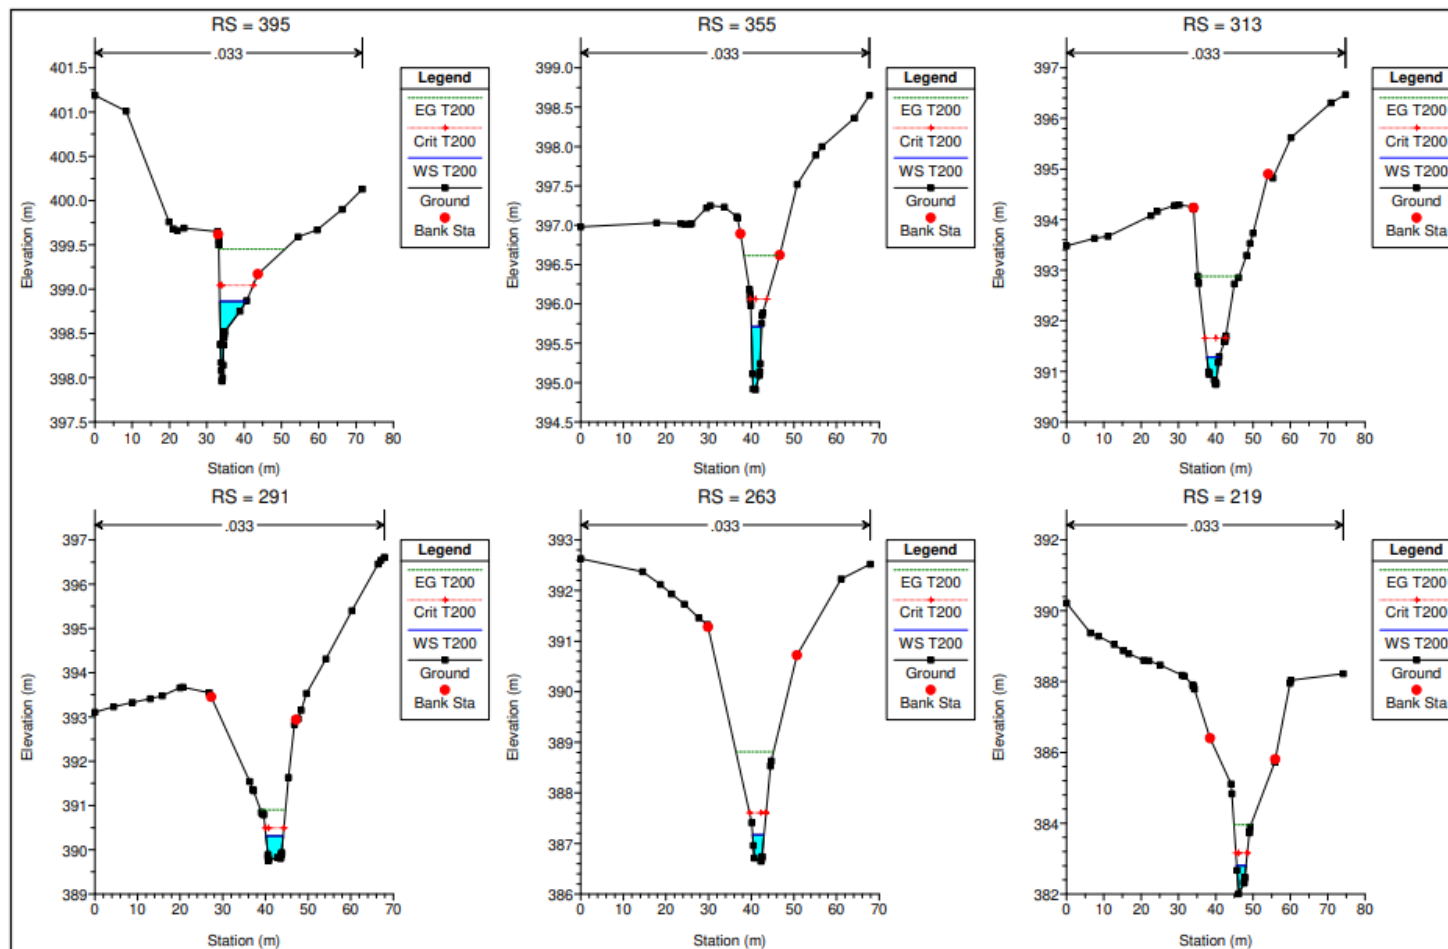 RS = 395
.033
401.5
401.0
400.5
400.0
399.5
399.0
398.5
398.0
397.5
Elevation (m)
0 10 20 30 40 50 60 70 80
Station (m)
Legend
EG T200
Crit T200
WS T200
Ground
Bank Sta
RS = 355
.033
399.0
398.5
398.0
397.5
397.0
396.5
396.0
395.5
395.0
394.5
Elevation (m)
0 10 20 30 40 50 60 70
Station (m)
Legend
EG T200
Crit T200
WS T200
Ground
Bank Sta
RS = 313
.033
397
396
395
394
393
392
391
390
Elevation (m)
0 10 20 30 40 50 60 70 80
Station (m)
Legend
EG T200
Crit T200
WS T200
Ground
Bank Sta
RS = 291
.033
397
396
395
394
393
392
391
390
389
Elevation (m)
0 10 20 30 40 50 60 70
Station (m)
Legend
EG T200
Crit T200
WS T200
Ground
Bank Sta
RS = 263
.033
393
392
391
390
389
388
387
386
Elevation (m)
0 10 20 30 40 50 60 70
Station (m)
Legend
EG T200
Crit T200
WS T200
Ground
Bank Sta
RS = 219
.033
392
390
388
386
384
382
Elevation (m)
0 10 20 30 40 50 60 70 80
Station (m)
Legend
EG T200
Crit T200
WS T200
Ground
Bank Sta